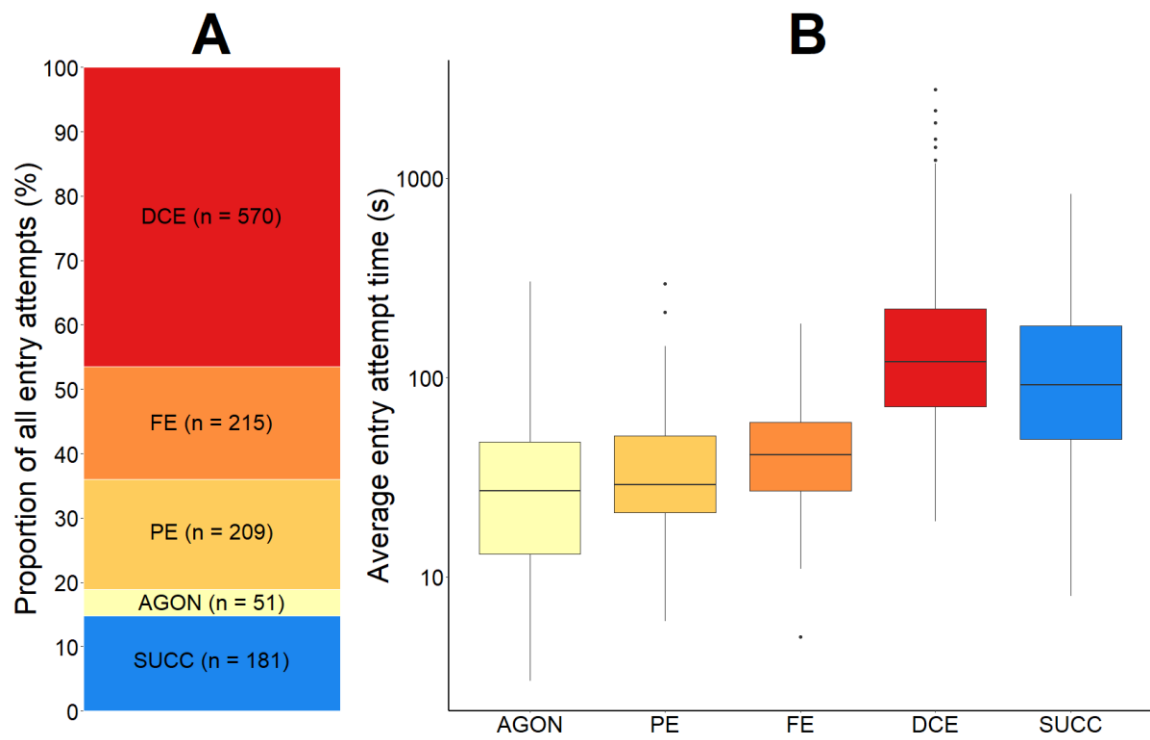 A
Proportion of all entry attempts (%)
100
90
80
70
60
50
40
30
20
10
0
DCE (n = 570)
FE (n = 215)
PE (n = 209)
AGON (n = 51)
SUCC (n = 181)
B
Average entry attempt time (s)
1000
100
10
AGON PE FE DCE SUCC